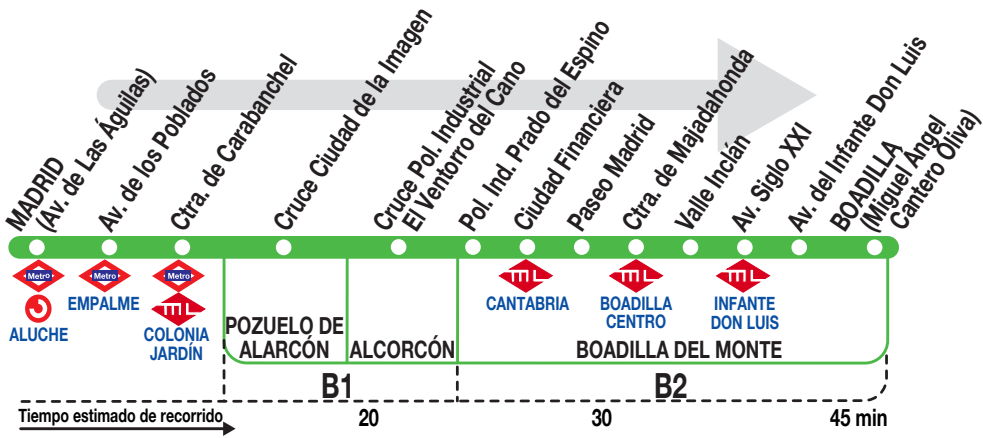 MADRID
(Av. de Las Águilas)
Av. de los Poblados
Ctra. de Carabanchel
Cruce Ciudad de la Imagen
Cruce Pol. Industrial
El Ventorro del Cano
Pol. Ind. Prado del Espino
Ciudad Financiera
Paseo Madrid
Ctra. de Majadahonda
Valle Inclán
Av. Siglo XXI
Av. del Infante Don Luis
BOADILLA
(Miguel Ángel
Cantero Oliva)
Metro
Metro
Metro
ML
ML
ML
ML
ALUCHE
EMPALME
COLONIA
JARDÍN
CANTABRIA
BOADILLA
CENTRO
INFANTE
DON LUIS
POZUELO DE
ALARCÓN
ALCORCÓN
BOADILLA DEL MONTE
B1
B2
Tiempo estimado de recorrido
20
30
45 min